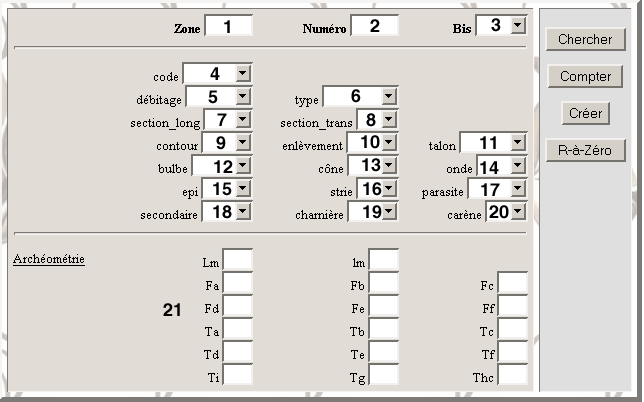 Zone 1 Numéro 2 Bis 3
code 4
débitage 5 type 6
section_long 7 section_trans 8
contour 9 enlèvement 10 talon 11
bulbe 12 cône 13 onde 14
epi 15 strie 16 parasite 17
secondaire 18 charnière 19 carène 20
Archéométrie Lm lm
Fa Fb Fc
21 Fd Fe Ff
Ta Tb Tc
Td Te Tf
Ti Tg Thc
Chercher
Compter
Créer
R-à-Zéro